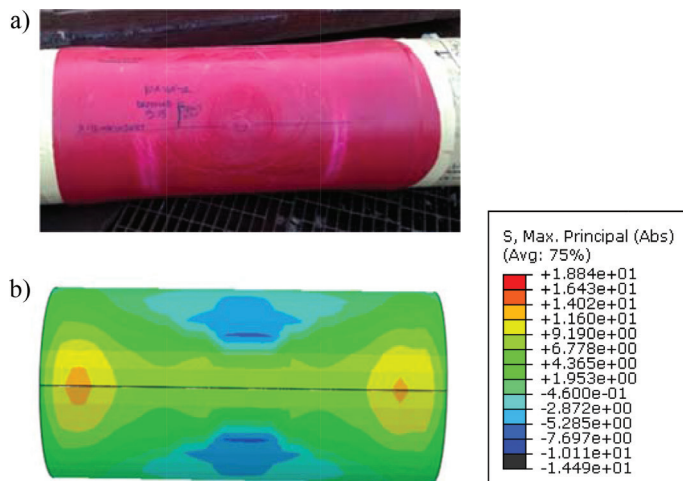 a)
b)
S, Max. Principal (Abs)
(Avg: 75%)
+1.884e+01
+1.643e+01
+1.402e+01
+1.160e+01
+9.190e+00
+6.778e+00
+4.365e+00
+1.953e+00
-4.600e-01
-2.872e+00
-5.285e+00
-7.697e+00
-1.011e+01
-1.449e+01